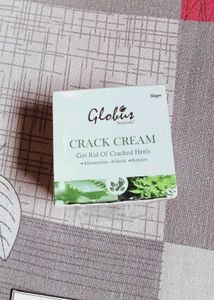 50gm
Globus
Naturals
CRACK CREAM
Get Rid Of Cracked Heels
Moisturises Heals Repairs